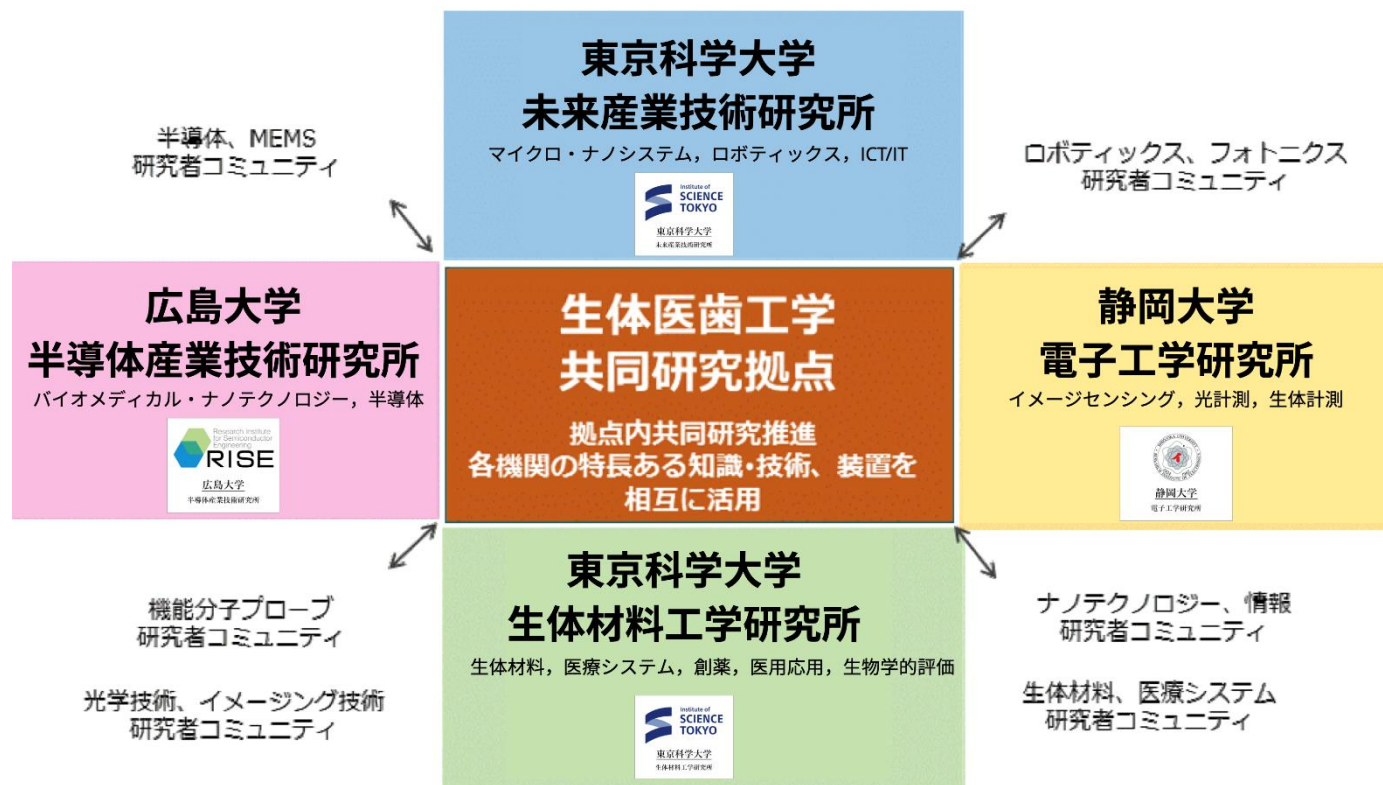 東京科学大学
未来産業技術研究所
マイクロ・ナノシステム，ロボティックス，ICT/IT
Institute of
SCIENCE
TOKYO
東京科学大学
未来産業技術研究所
半導体、MEMS
研究者コミュニティ
ロボティックス、フォトニクス
研究者コミュニティ
広島大学
半導体産業技術研究所
バイオメディカル・ナノテクノロジー，半導体
Research Institute
for Semiconductor
Engineering
RISE
広島大学
半導体産業技術研究所
生体医歯工学
共同研究拠点
拠点内共同研究推進
各機関の特長ある知識・技術、装置を
相互に活用
静岡大学
電子工学研究所
イメージセンシング，光計測，生体計測
静岡大学
電子工学研究所
機能分子プローブ
研究者コミュニティ
光学技術、イメージング技術
研究者コミュニティ
東京科学大学
生体材料工学研究所
生体材料，医療システム，創薬，医用応用，生物学的評価
Institute of
SCIENCE
TOKYO
東京科学大学
生体材料工学研究所
ナノテクノロジー、情報
研究者コミュニティ
生体材料、医療システム
研究者コミュニティ